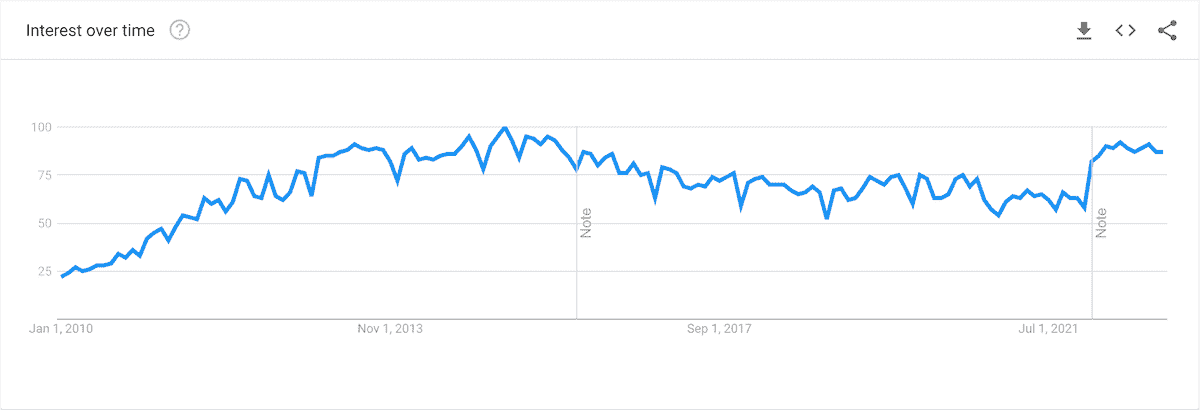 Interest over time
100
75
50
25
Note
Note
Jan 1, 2010
Nov 1, 2013
Sep 1, 2017
Jul 1, 2021